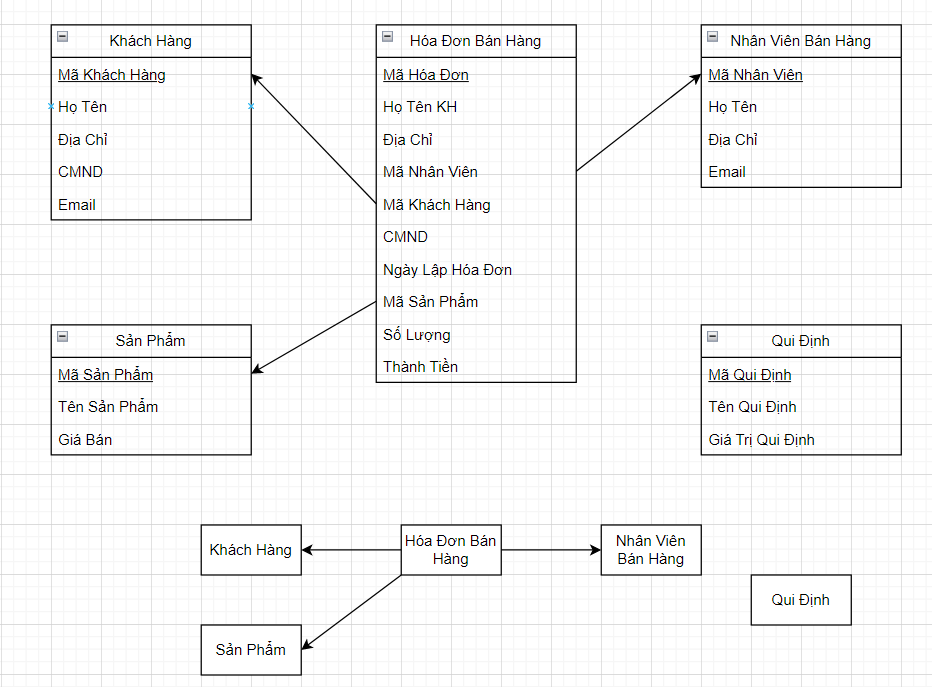 Khách Hàng
Mã Khách Hàng
Họ Tên
Địa Chỉ
CMND
Email
Hóa Đơn Bán Hàng
Mã Hóa Đơn
Họ Tên KH
Địa Chỉ
Mã Nhân Viên
Mã Khách Hàng
CMND
Ngày Lập Hóa Đơn
Mã Sản Phẩm
Số Lượng
Thành Tiền
Nhân Viên Bán Hàng
Mã Nhân Viên
Họ Tên
Địa Chỉ
Email
Sản Phẩm
Mã Sản Phẩm
Tên Sản Phẩm
Giá Bán
Qui Định
Mã Qui Định
Tên Qui Định
Giá Trị Qui Định
Khách Hàng
Hóa Đơn Bán
Hàng
Nhân Viên
Bán Hàng
Qui Định
Sản Phẩm